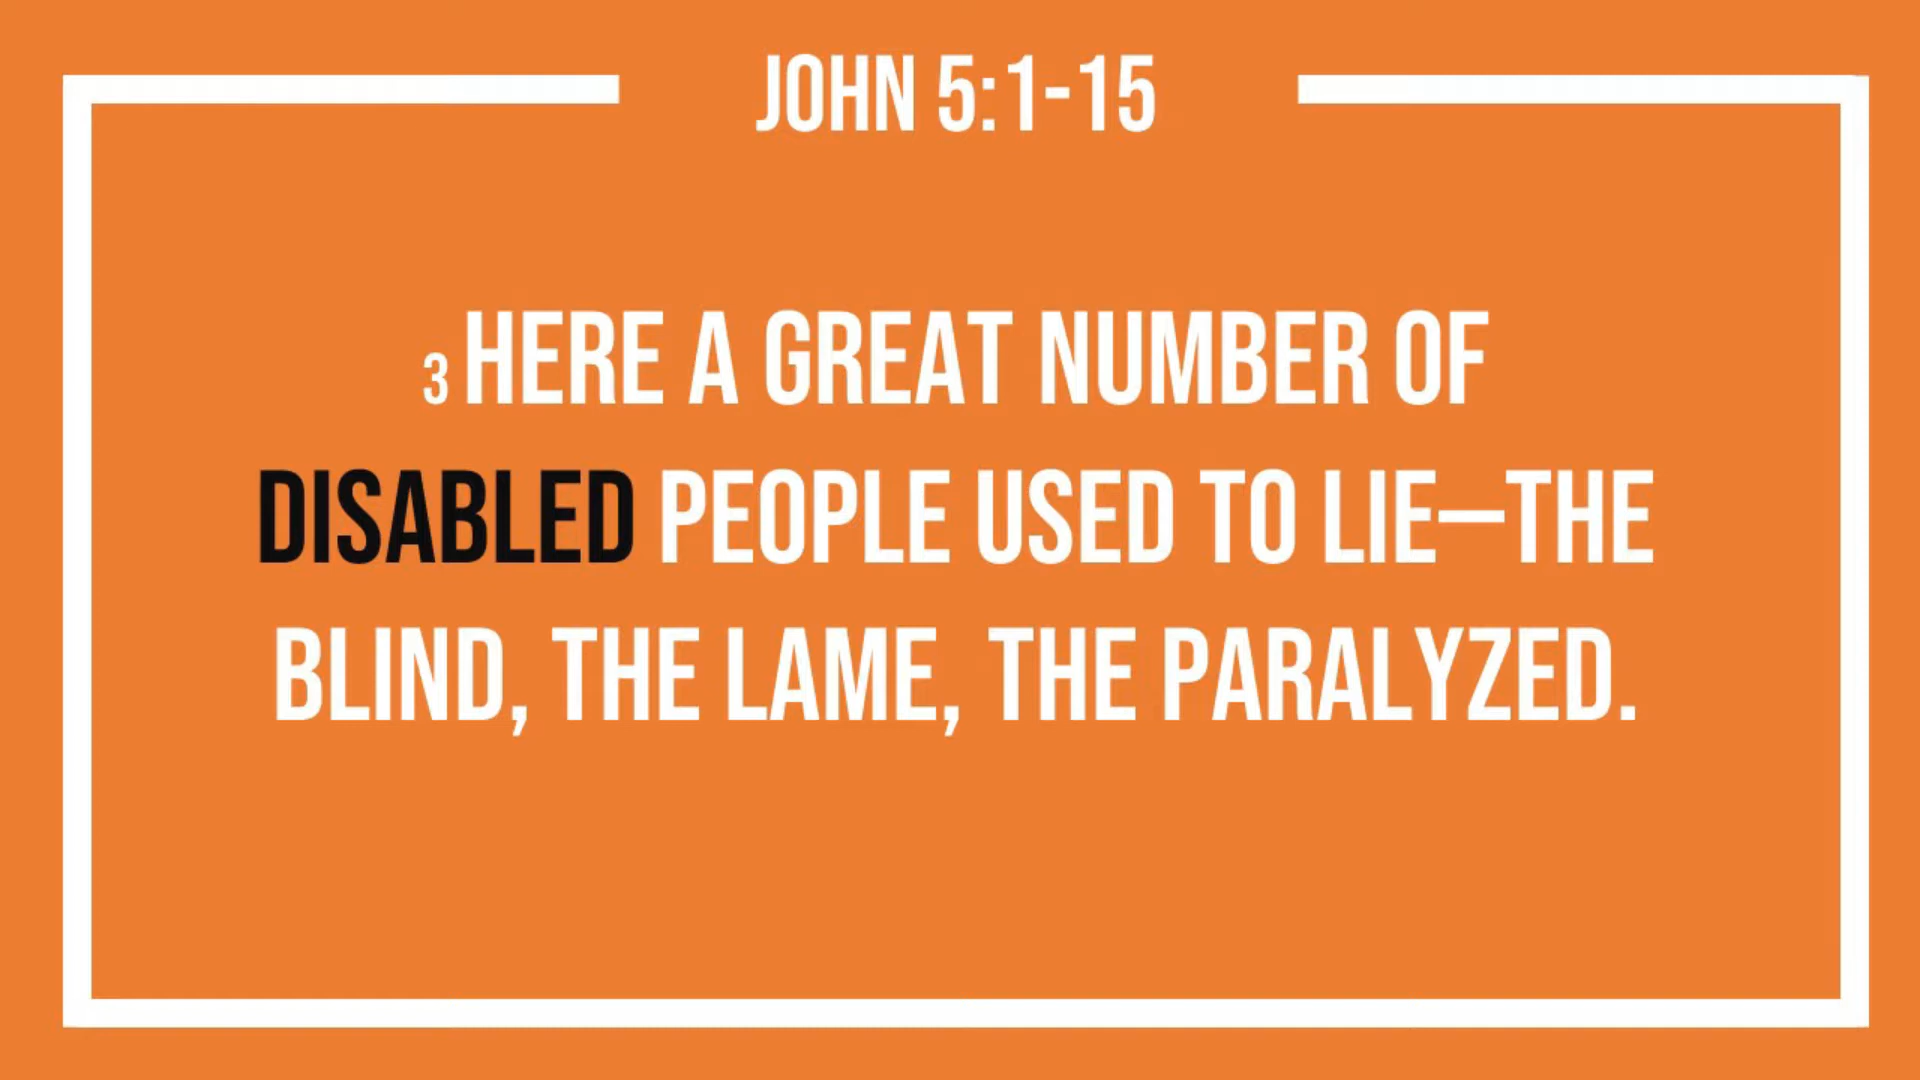 JOHN 5:1-15
3 HERE A GREAT NUMBER OF
DISABLED PEOPLE USED TO LIE—THE
BLIND, THE LAME, THE PARALYZED.